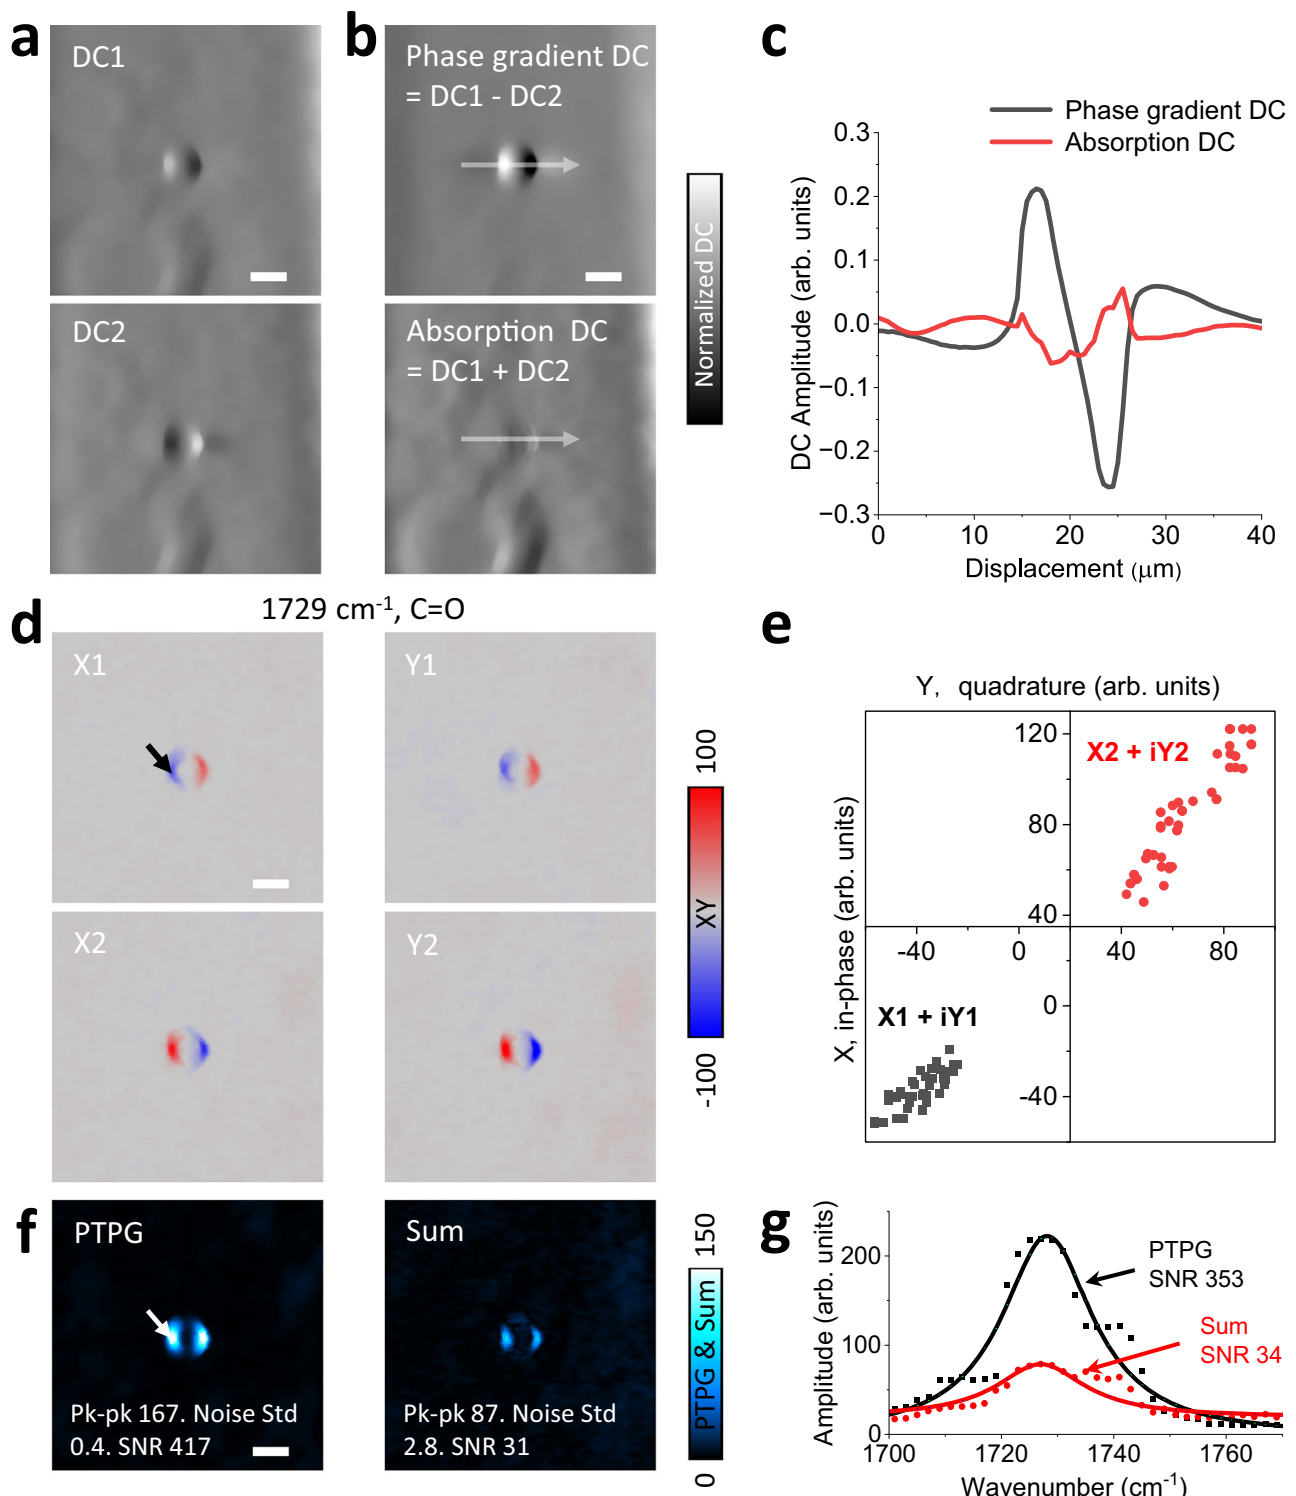 a
DC1
b
Phase gradient DC
= DC1 - DC2
c
Phase gradient DC
Absorption DC
0.3
0.2
0.1
0.0
−0.1
−0.2
−0.3
DC Amplitude (arb. units)
0
10
20
30
40
Displacement (μm)
Normalized DC
DC2
Absorption DC
= DC1 + DC2
1729 cm⁻¹, C=O
d
X1
Y1
X2
Y2
100
XY
-100
e
Y, quadrature (arb. units)
X, in-phase (arb. units)
120
80
40
0
-40
-40
0
40
80
X2 + iY2
X1 + iY1
f
PTPG
Pk-pk 167. Noise Std
0.4. SNR 417
Sum
Pk-pk 87. Noise Std
2.8. SNR 31
150
PTPG & Sum
0
g
Amplitude (arb. units)
200
100
0
PTPG
SNR 353
Sum
SNR 34
1700
1720
1740
1760
Wavenumber (cm⁻¹)